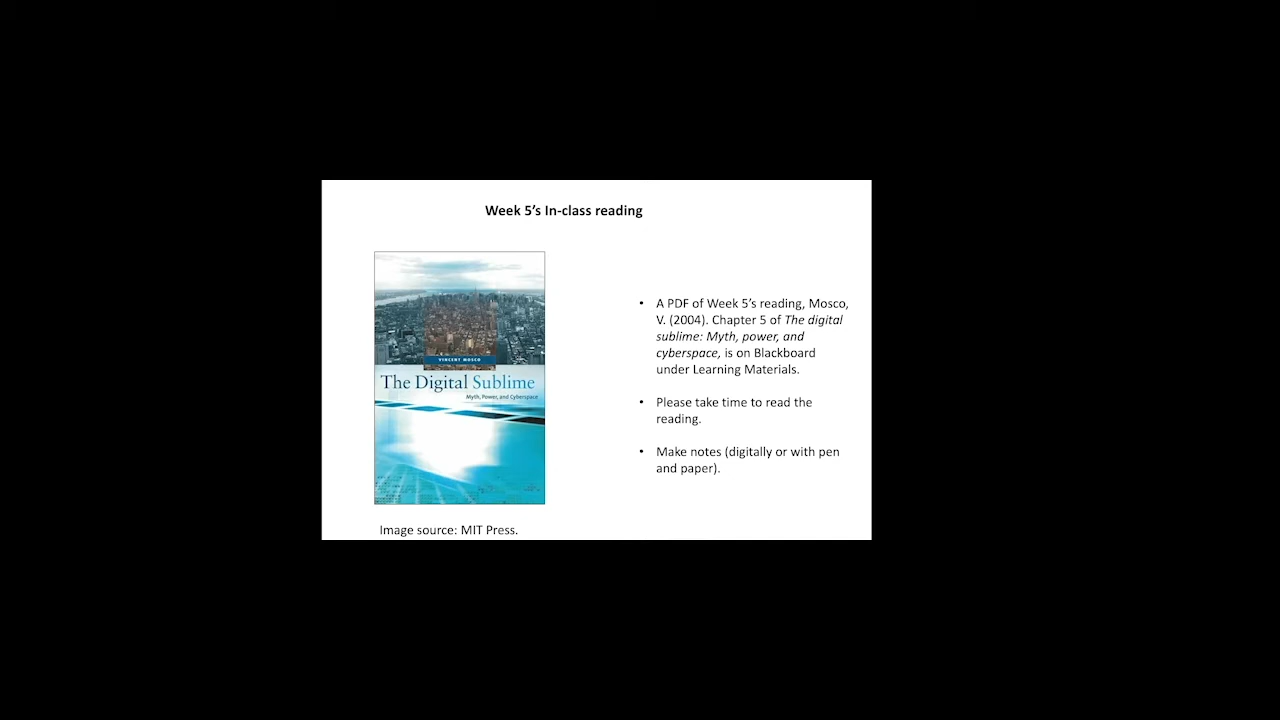 Week 5’s In-class reading
VINCENT MOSCO
The Digital Sublime
Myth, Power, and Cyberspace
Image source: MIT Press.
• A PDF of Week 5’s reading, Mosco,
V. (2004). Chapter 5 of The digital
sublime: Myth, power, and
cyberspace, is on Blackboard
under Learning Materials.
• Please take time to read the
reading.
• Make notes (digitally or with pen
and paper).